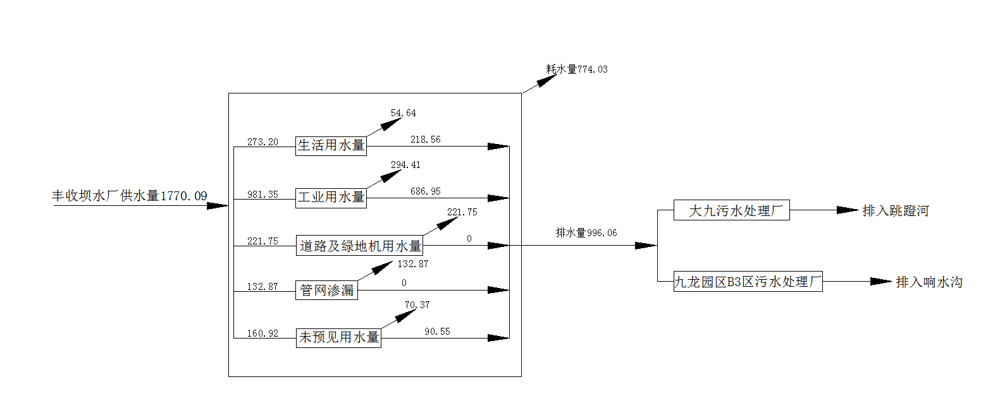 耗水量774.03
54.64
273.20
生活用水量
218.56
294.41
981.35
工业用水量
686.95
丰收坝水厂供水量1770.09
221.75
221.75
道路及绿地机用水量
0
排水量996.06
大九污水处理厂
排入跳蹬河
132.87
132.87
管网渗漏
0
九龙园区B3区污水处理厂
排入响水沟
70.37
160.92
未预见用水量
90.55